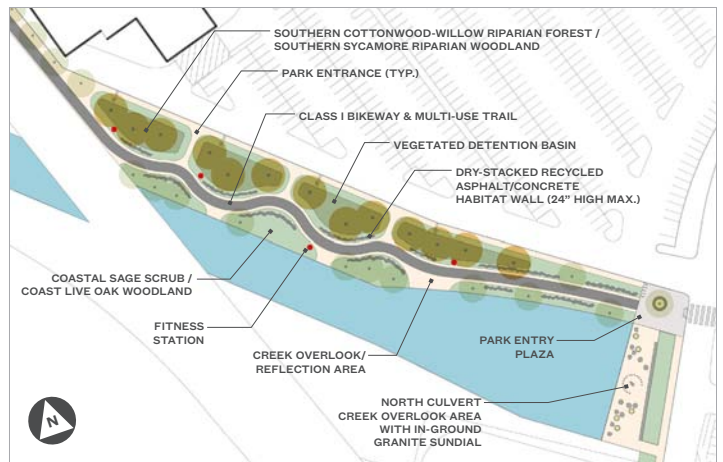 SOUTHERN COTTONWOOD-WILLOW RIPARIAN FOREST /
SOUTHERN SYCAMORE RIPARIAN WOODLAND
PARK ENTRANCE (TYP.)
CLASS I BIKEWAY & MULTI-USE TRAIL
VEGETATED DETENTION BASIN
DRY-STACKED RECYCLED
ASPHALT/CONCRETE
HABITAT WALL (24" HIGH MAX.)
COASTAL SAGE SCRUB /
COAST LIVE OAK WOODLAND
FITNESS
STATION
CREEK OVERLOOK/
REFLECTION AREA
PARK ENTRY
PLAZA
NORTH CULVERT
CREEK OVERLOOK AREA
WITH IN-GROUND
GRANITE SUNDIAL
N